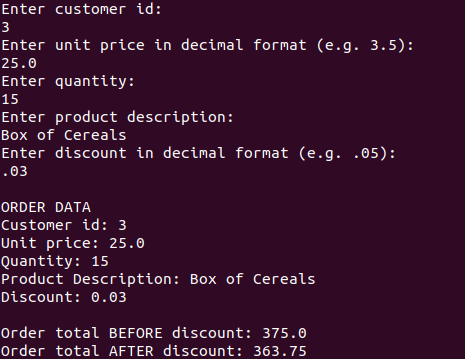 Enter customer id:
3
Enter unit price in decimal format (e.g. 3.5):
25.0
Enter quantity:
15
Enter product description:
Box of Cereals
Enter discount in decimal format (e.g. .05):
.03
ORDER DATA
Customer id: 3
Unit price: 25.0
Quantity: 15
Product Description: Box of Cereals
Discount: 0.03
Order total BEFORE discount: 375.0
Order total AFTER discount: 363.75